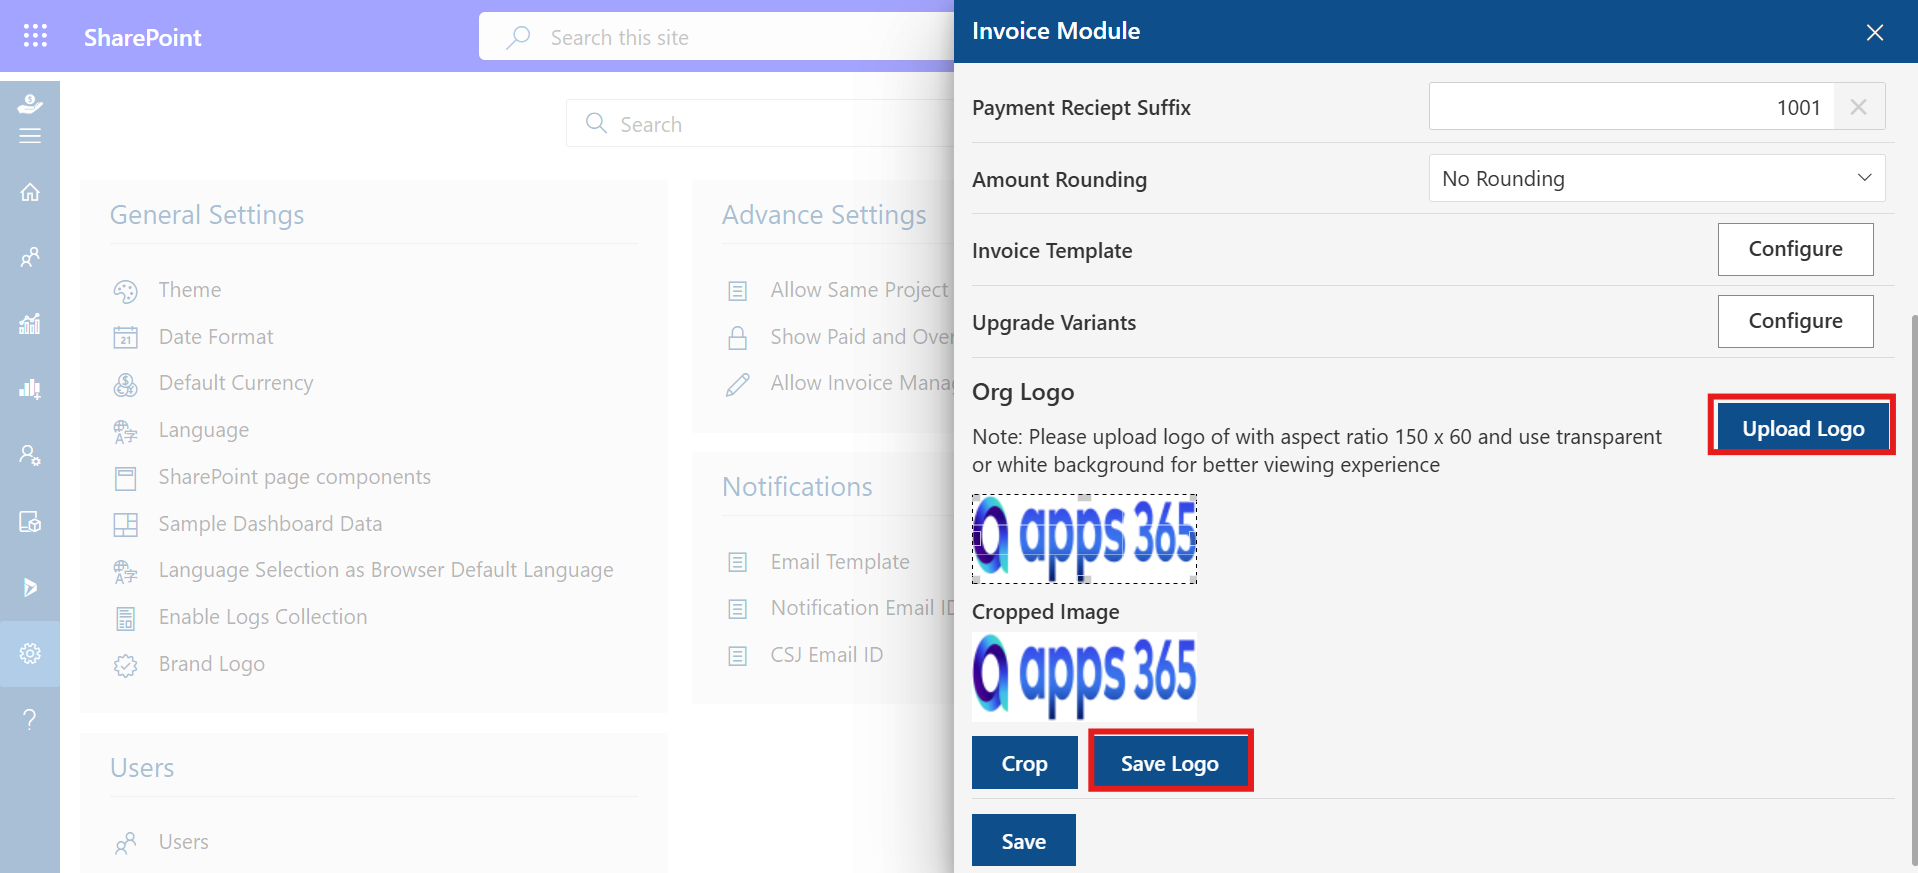 SharePoint
Search this site
Search
General Settings
Theme
21
Date Format
Default Currency
Language
SharePoint page components
Sample Dashboard Data
Language Selection as Browser Default Language
Enable Logs Collection
Brand Logo
Users
Users
Advance Settings
Allow Same Project
Show Paid and Over
Allow Invoice Mana
Notifications
Email Template
Notification Email ID
CSJ Email ID
Invoice Module
Payment Reciept Suffix
1001
Amount Rounding
No Rounding
Invoice Template
Configure
Upgrade Variants
Configure
Org Logo
Upload Logo
Note: Please upload logo of with aspect ratio 150 x 60 and use transparent
or white background for better viewing experience
apps 365
Cropped Image
apps 365
Crop
Save Logo
Save